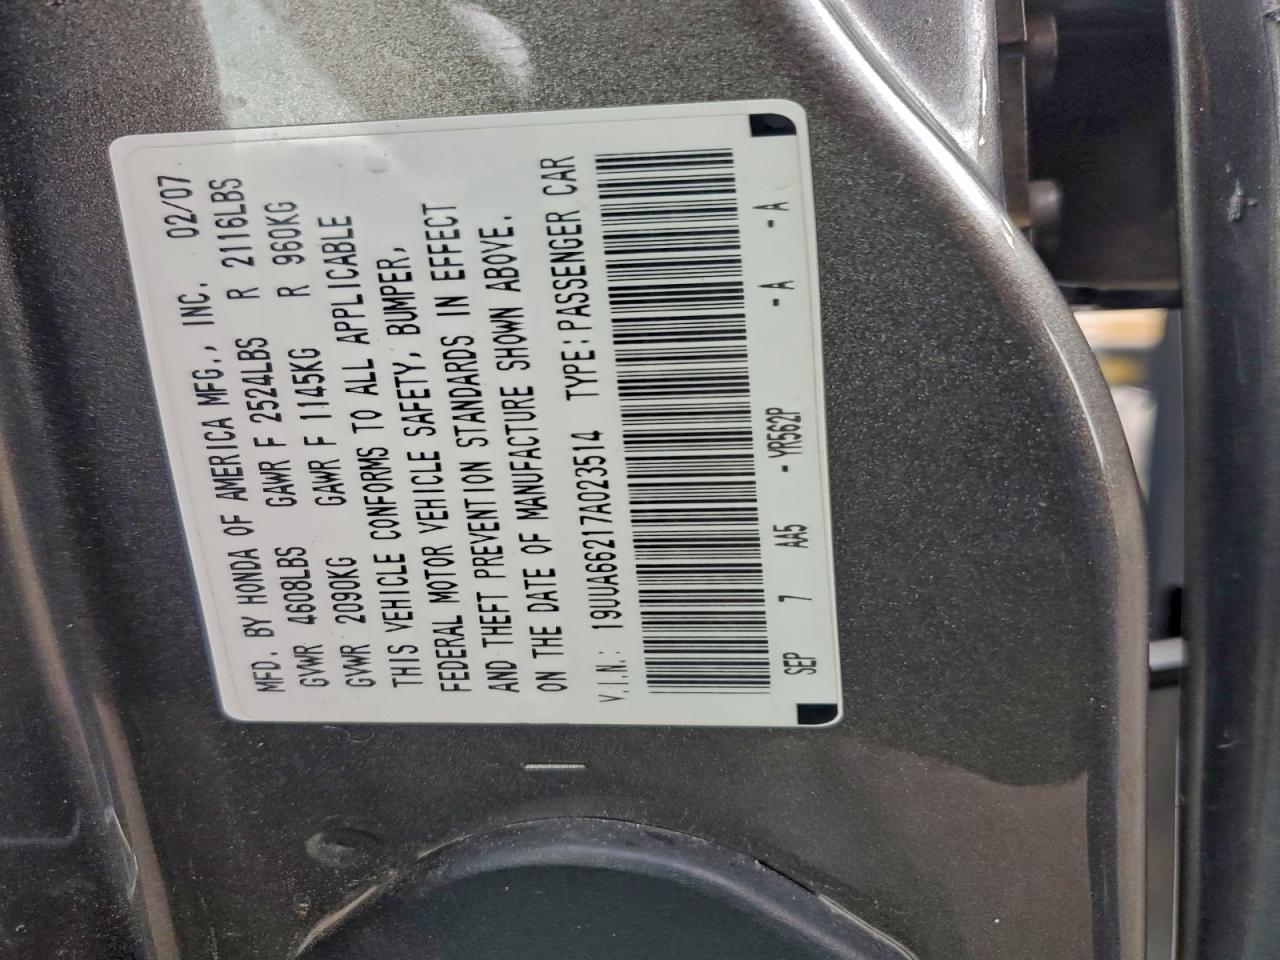 MFD. BY HONDA OF AMERICA MFG., INC. 02/07
GVWR 4608LBS GAWR F 2524LBS R 2116LBS
GVWR 2090KG GAWR F 1145KG R 960KG
THIS VEHICLE CONFORMS TO ALL APPLICABLE
FEDERAL MOTOR VEHICLE SAFETY, BUMPER,
AND THEFT PREVENTION STANDARDS IN EFFECT
ON THE DATE OF MANUFACTURE SHOWN ABOVE.
V.I.N.: 19UUA66217A023514 TYPE:PASSENGER CAR
SEP 7 AA5 - YR562P - A - A